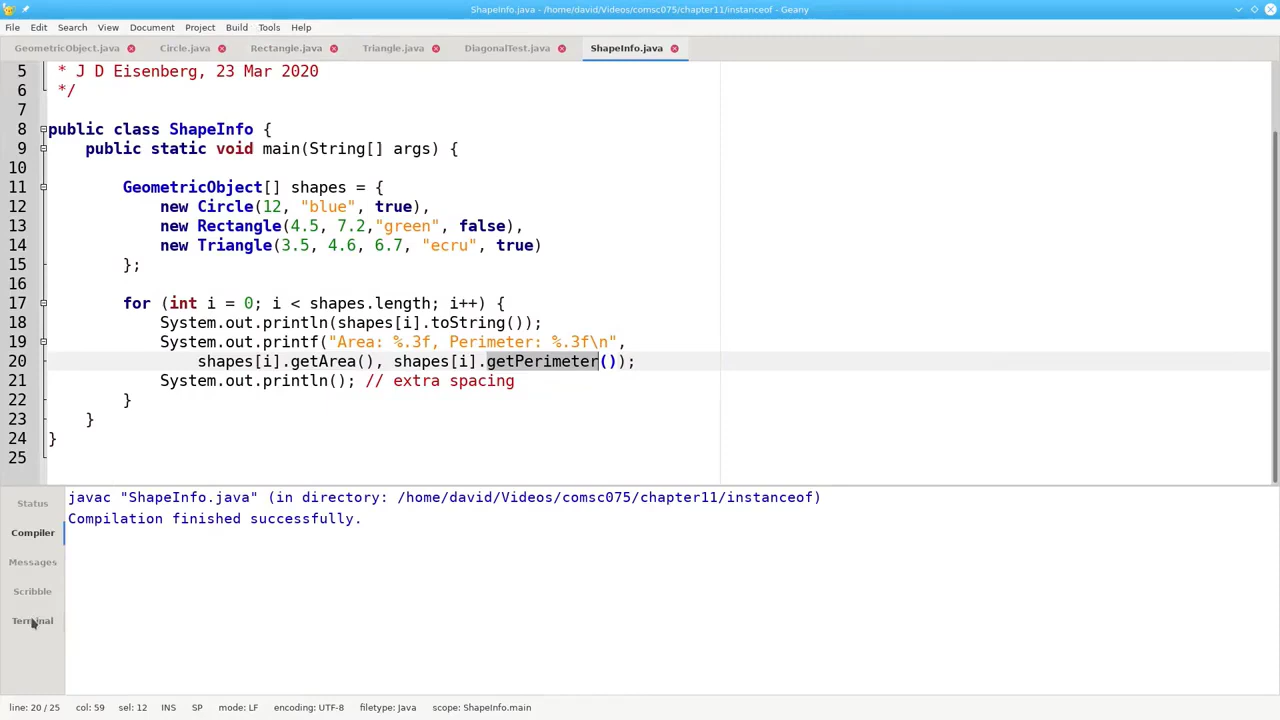 ShapeInfo.java - /home/david/Videos/comsc075/chapter11/instanceof - Geany
File Edit Search View Document Project Build Tools Help
GeometricObject.java Circle.java Rectangle.java Triangle.java DiagonalTest.java ShapeInfo.java
5 * J D Eisenberg, 23 Mar 2020
6 */
7
8 public class ShapeInfo {
9 public static void main(String[] args) {
10
11 GeometricObject[] shapes = {
12 new Circle(12, "blue", true),
13 new Rectangle(4.5, 7.2,"green", false),
14 new Triangle(3.5, 4.6, 6.7, "ecru", true)
15 };
16
17 for (int i = 0; i < shapes.length; i++) {
18 System.out.println(shapes[i].toString());
19 System.out.printf("Area: %.3f, Perimeter: %.3f\n",
20 shapes[i].getArea(), shapes[i].getPerimeter());
21 System.out.println(); // extra spacing
22 }
23 }
24 }
25
Status
Compiler
Messages
Scribble
Terminal
javac "ShapeInfo.java" (in directory: /home/david/Videos/comsc075/chapter11/instanceof)
Compilation finished successfully.
line: 20 / 25 col: 59 sel: 12 INS SP mode: LF encoding: UTF-8 filetype: Java scope: ShapeInfo.main